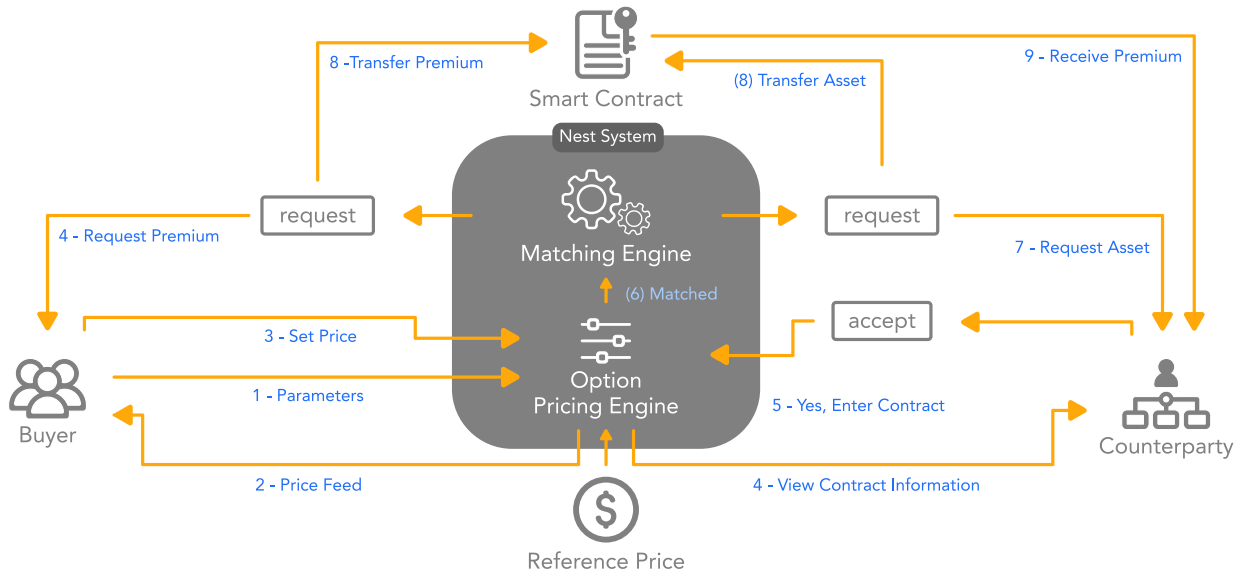 8 -Transfer Premium
9 - Receive Premium
(8) Transfer Asset
Smart Contract
Nest System
request
request
4 - Request Premium
7 - Request Asset
Matching Engine
(6) Matched
accept
3 - Set Price
Option
Pricing Engine
1 - Parameters
5 - Yes, Enter Contract
Buyer
Counterparty
2 - Price Feed
4 - View Contract Information
$
Reference Price